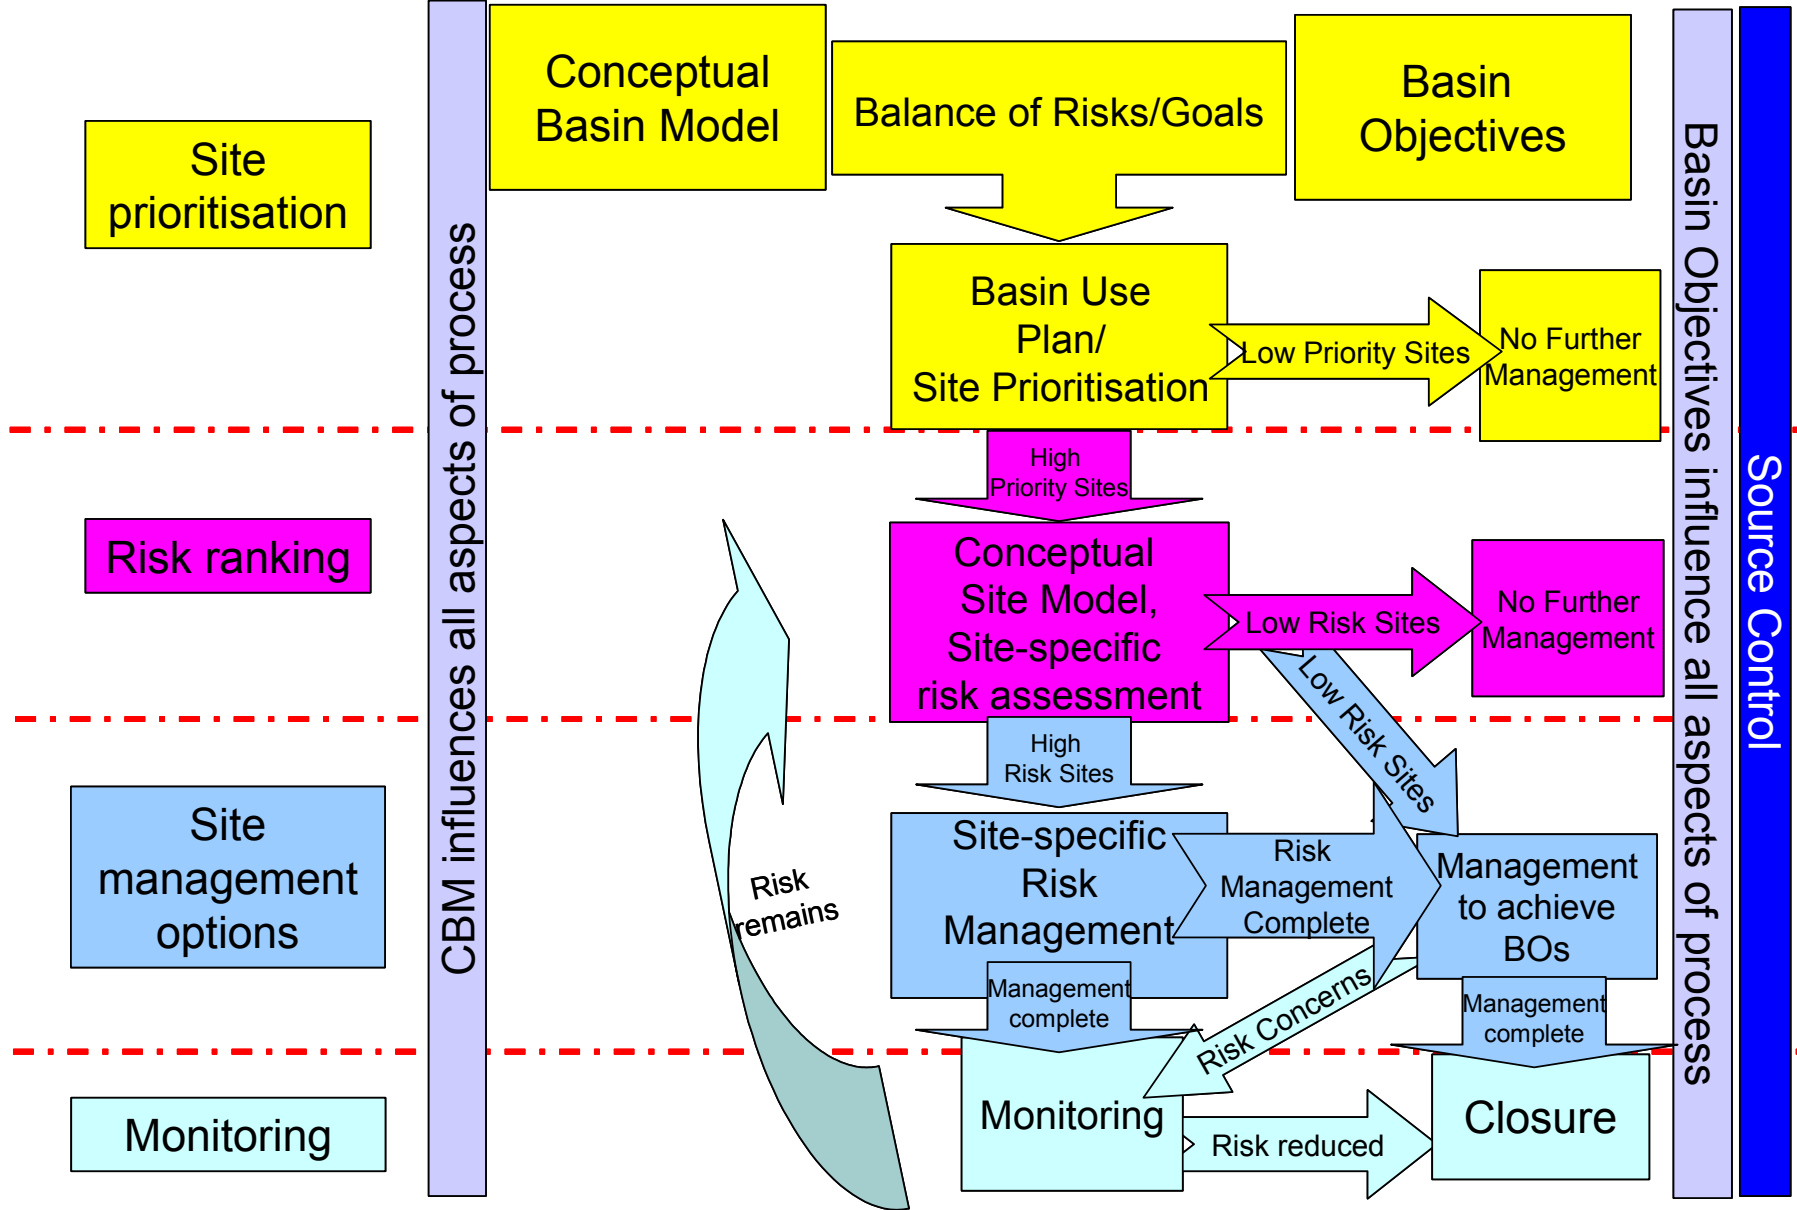 Conceptual
Basin Model
Balance of Risks/Goals
Basin
Objectives
Site
prioritisation
Basin Use
Plan/
Site Prioritisation
Low Priority Sites
No Further
Management
High
Priority Sites
Risk ranking
Conceptual
Site Model,
Site-specific
risk assessment
Low Risk Sites
No Further
Management
Low Risk Sites
High
Risk Sites
Site
management
options
Site-specific
Risk
Management
Risk
Management
Complete
Management
to achieve
BOs
Risk
remains
Management
complete
Risk Concerns
Management
complete
Monitoring
Monitoring
Risk reduced
Closure
CBM influences all aspects of process
Basin Objectives influence all aspects of process
Source Control